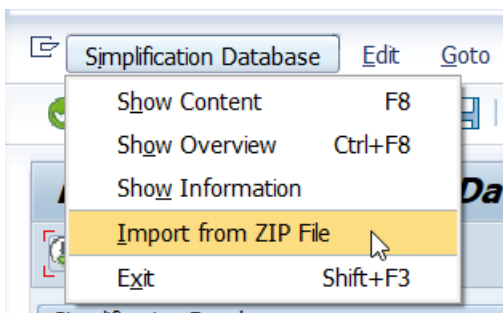 Simplification Database Edit Goto
Show Content F8
Show Overview Ctrl+F8
Show Information
Da
Import from ZIP File
Exit Shift+F3